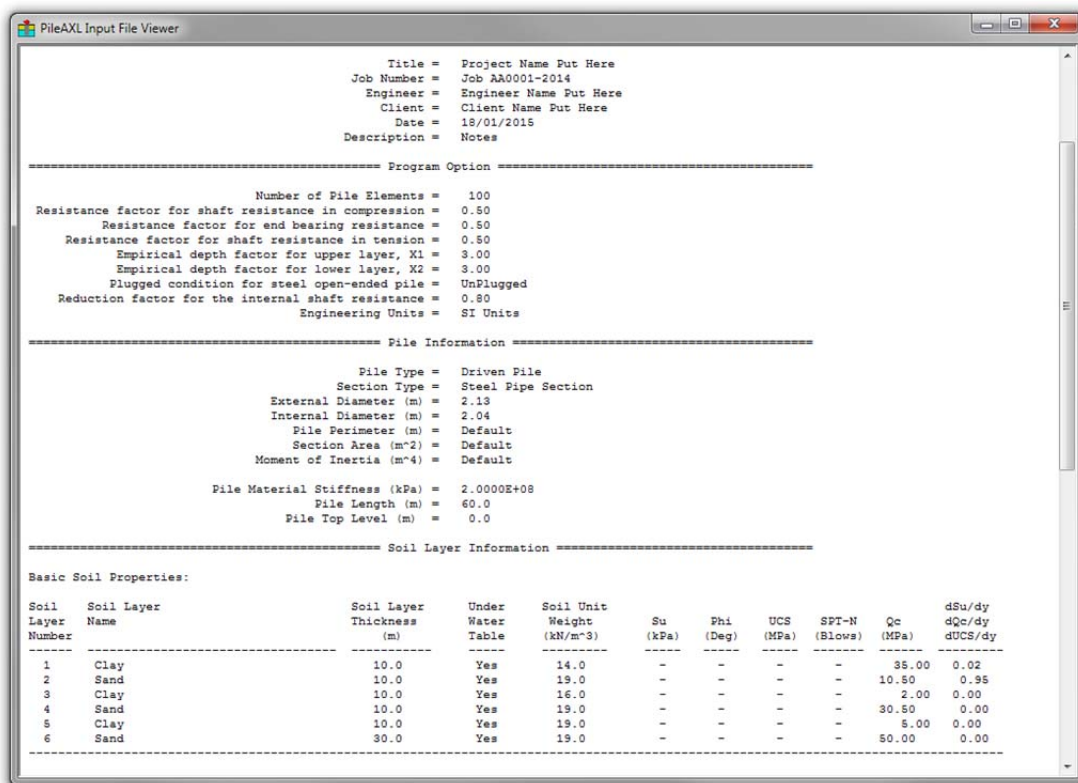 PileAXL Input File Viewer
Title = Project Name Put Here
Job Number = Job AA0001-2014
Engineer = Engineer Name Put Here
Client = Client Name Put Here
Date = 18/01/2015
Description = Notes
=============================================== Program Option ==========================================
Number of Pile Elements = 100
Resistance factor for shaft resistance in compression = 0.50
Resistance factor for end bearing resistance = 0.50
Resistance factor for shaft resistance in tension = 0.50
Empirical depth factor for upper layer, X1 = 3.00
Empirical depth factor for lower layer, X2 = 3.00
Plugged condition for steel open-ended pile = UnPlugged
Reduction factor for the internal shaft resistance = 0.80
Engineering Units = SI Units
=============================================== Pile Information ========================================
Pile Type = Driven Pile
Section Type = Steel Pipe Section
External Diameter (m) = 2.13
Internal Diameter (m) = 2.04
Pile Perimeter (m) = Default
Section Area (m^2) = Default
Moment of Inertia (m^4) = Default
Pile Material Stiffness (kPa) = 2.0000E+08
Pile Length (m) = 60.0
Pile Top Level (m) = 0.0
=============================================== Soil Layer Information ==================================
Basic Soil Properties:
Soil Soil Layer Soil Layer Under Soil Unit dSu/dy
Layer Name Thickness Water Weight Su Phi UCS SPT-N Qc dQc/dy
Number (m) Table (kN/m^3) (kPa) (Deg) (MPa) (Blows) (MPa) dUCS/dy
1 Clay 10.0 Yes 14.0 - - - - 35.00 0.02
2 Sand 10.0 Yes 19.0 - - - - 10.50 0.95
3 Clay 10.0 Yes 16.0 - - - - 2.00 0.00
4 Sand 10.0 Yes 19.0 - - - - 30.50 0.00
5 Clay 10.0 Yes 19.0 - - - - 5.00 0.00
6 Sand 30.0 Yes 19.0 - - - - 50.00 0.00